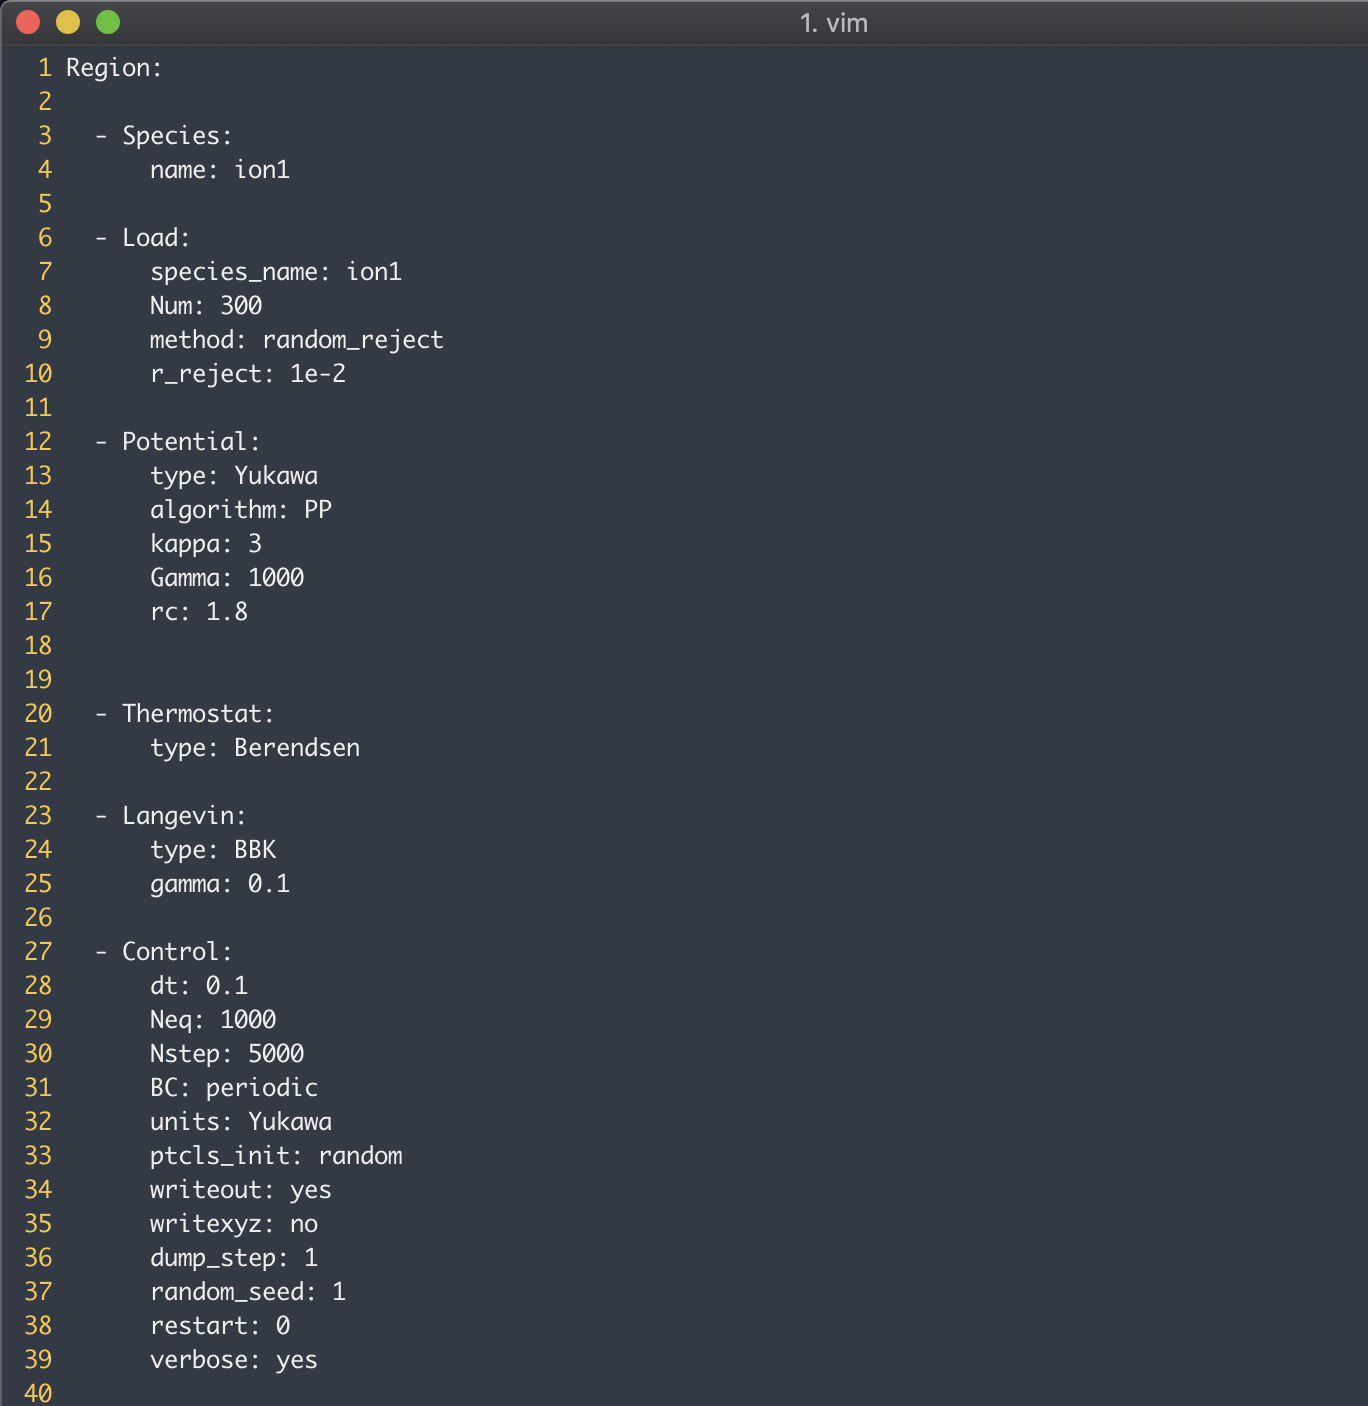 1. vim
1 Region:
2
3   - Species:
4       name: ion1
5
6   - Load:
7       species_name: ion1
8       Num: 300
9       method: random_reject
10       r_reject: 1e-2
11
12   - Potential:
13       type: Yukawa
14       algorithm: PP
15       kappa: 3
16       Gamma: 1000
17       rc: 1.8
18
19
20   - Thermostat:
21       type: Berendsen
22
23   - Langevin:
24       type: BBK
25       gamma: 0.1
26
27   - Control:
28       dt: 0.1
29       Neq: 1000
30       Nstep: 5000
31       BC: periodic
32       units: Yukawa
33       ptcls_init: random
34       writeout: yes
35       writexyz: no
36       dump_step: 1
37       random_seed: 1
38       restart: 0
39       verbose: yes
40